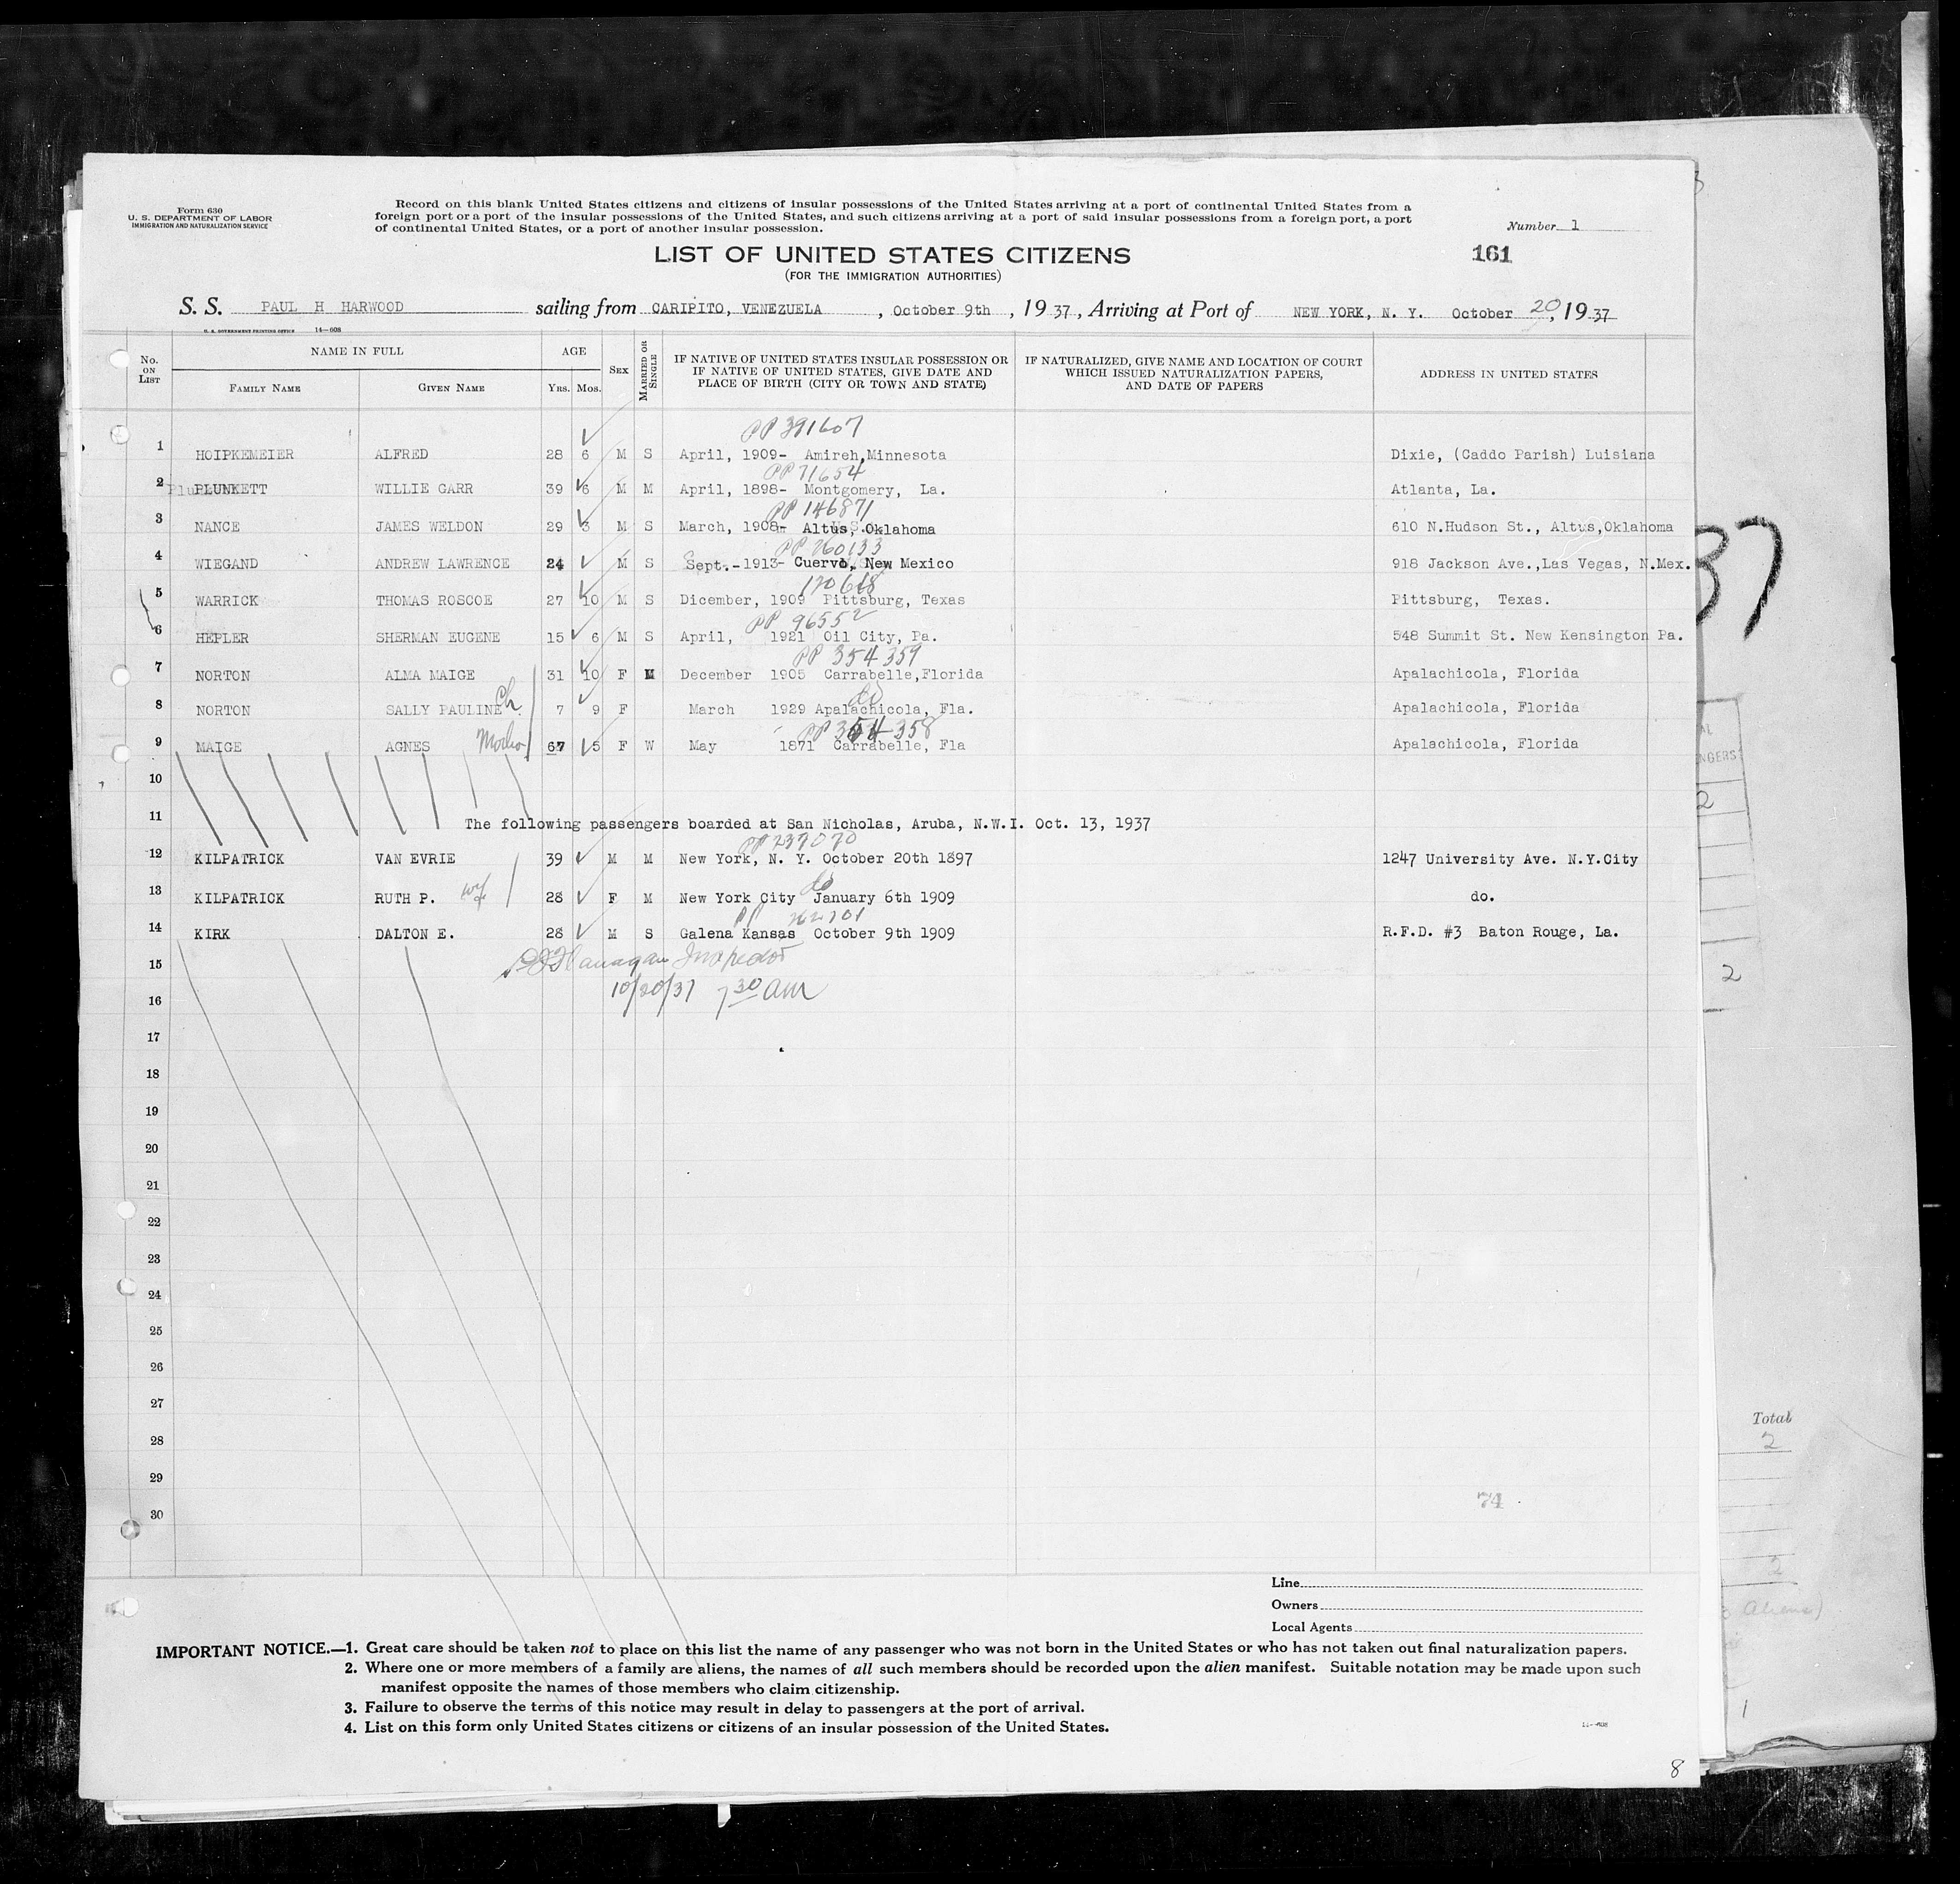 Form 630
U. S. DEPARTMENT OF LABOR
IMMIGRATION AND NATURALIZATION SERVICE
Record on this blank United States citizens and citizens of insular possessions of the United States arriving at a port of continental United States from a
foreign port or a port of the insular possessions of the United States, and such citizens arriving at a port of said insular possessions from a foreign port, a port
of continental United States, or a port of another insular possession.
Number 1
LIST OF UNITED STATES CITIZENS
161
(FOR THE IMMIGRATION AUTHORITIES)
S. S. PAUL H HARWOOD sailing from CARIPITO, VENEZUELA, October 9th, 1937, Arriving at Port of NEW YORK, N. Y. October 20, 1937
U. S. GOVERNMENT PRINTING OFFICE 14—608
No. ON LIST
NAME IN FULL
FAMILY NAME
GIVEN NAME
AGE
YRS. MOS.
SEX
MARRIED OR SINGLE
IF NATIVE OF UNITED STATES INSULAR POSSESSION OR
IF NATIVE OF UNITED STATES, GIVE DATE AND
PLACE OF BIRTH (CITY OR TOWN AND STATE)
IF NATURALIZED, GIVE NAME AND LOCATION OF COURT
WHICH ISSUED NATURALIZATION PAPERS,
AND DATE OF PAPERS
ADDRESS IN UNITED STATES
PP 391607
1 HOIPKEMEIER ALFRED 28 6 M S April, 1909- Amireh,Minnesota Dixie, (Caddo Parish) Luisiana
PP 71654
2 PLUNKETT WILLIE GARR 39 6 M M April, 1898- Montgomery, La. Atlanta, La.
PP 146871
3 NANCE JAMES WELDON 29 3 M S March, 1908- Altus, Oklahoma 610 N.Hudson St., Altus,Oklahoma
PP 260133
4 WIEGAND ANDREW LAWRENCE 24 M S Sept.-1913- Cuervo, New Mexico 918 Jackson Ave.,Las Vegas, N.Mex.
5 WARRICK THOMAS ROSCOE 27 10 M S Dicember, 1909 Pittsburg, Texas Pittsburg, Texas.
PP 96552
6 HEPLER SHERMAN EUGENE 15 6 M S April, 1921 Oil City, Pa. 548 Summit St. New Kensington Pa.
PP 354359
7 NORTON ALMA MAIGE 31 10 F M December 1905 Carrabelle,Florida Apalachicola, Florida
do
8 NORTON SALLY PAULINE ch. 7 9 F March 1929 Apalachicola, Fla. Apalachicola, Florida
PP 354358
9 MAIGE AGNES Mother 67 5 F W May 1871 Carrabelle, Fla Apalachicola, Florida
10
11 The following passengers boarded at San Nicholas, Aruba, N.W.I. Oct. 13, 1937
PP 239070
12 KILPATRICK VAN EVRIE 39 M M New York, N. Y. October 20th 1897 1247 University Ave. N.Y.City
do
13 KILPATRICK RUTH P. wf 28 F M New York City January 6th 1909 do.
PP
14 KIRK DALTON E. 28 M S Galena Kansas October 9th 1909 R.F.D. #3 Baton Rouge, La.
15 Flanagan Inspector
16 10/20/37 7 30 am
17
18
19
20
21
22
23
24
25
26
27
28
29
74
30
Line
Owners
Local Agents
IMPORTANT NOTICE.—1. Great care should be taken not to place on this list the name of any passenger who was not born in the United States or who has not taken out final naturalization papers.
2. Where one or more members of a family are aliens, the names of all such members should be recorded upon the alien manifest. Suitable notation may be made upon such
manifest opposite the names of those members who claim citizenship.
3. Failure to observe the terms of this notice may result in delay to passengers at the port of arrival.
4. List on this form only United States citizens or citizens of an insular possession of the United States.
14—608
8
37
NGERS
2
2
Total
2
2
Aliens)
1